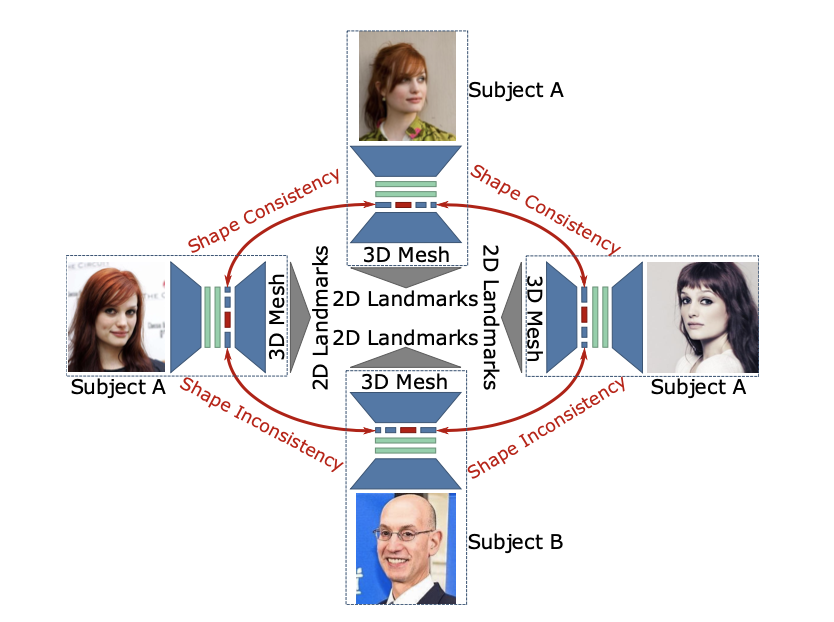 Subject A
Shape Consistency
Shape Consistency
3D Mesh
2D Landmarks
2D Landmarks
2D Landmarks
2D Landmarks
3D Mesh
3D Mesh
3D Mesh
Subject A
Subject A
Shape Inconsistency
Shape Inconsistency
Subject B